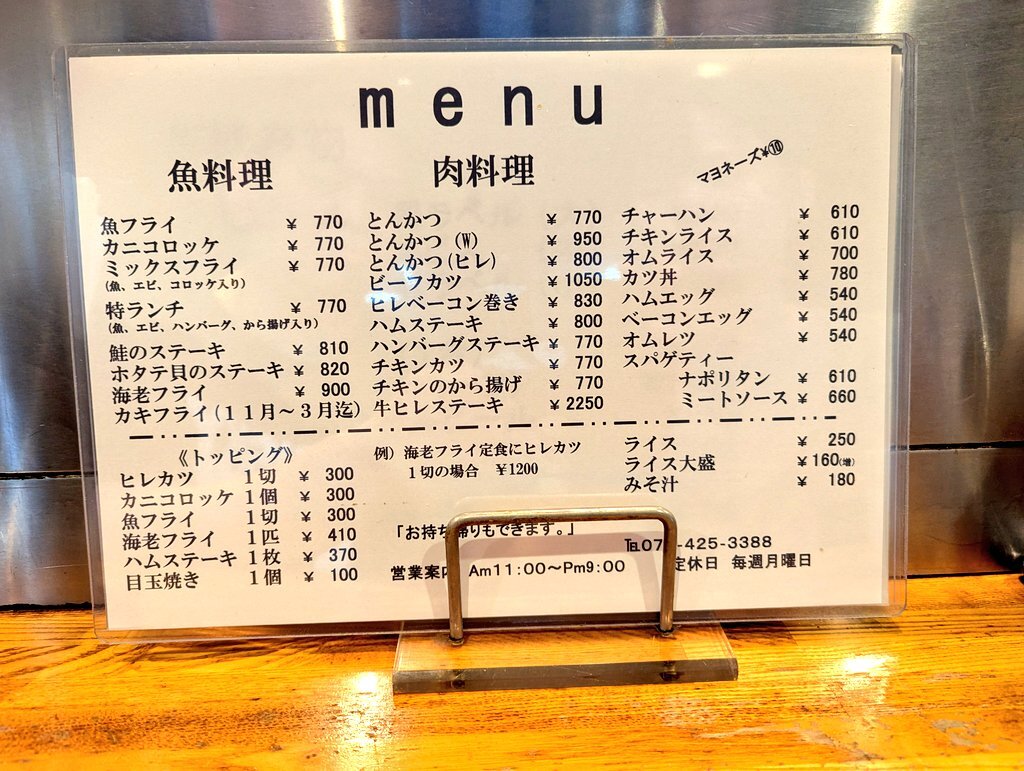 menu
魚料理
魚フライ ¥ 770
カニコロッケ ¥ 770
ミックスフライ ¥ 770
(魚、エビ、コロッケ入り)
特ランチ ¥ 770
(魚、エビ、ハンバーグ、から揚げ入り)
鮭のステーキ ¥ 810
ホタテ貝のステーキ ¥ 820
海老フライ ¥ 900
カキフライ(11月～3月迄)
肉料理
とんかつ ¥ 770
とんかつ (W) ¥ 950
とんかつ(ヒレ) ¥ 800
ビーフカツ ¥ 1050
ヒレベーコン巻き ¥ 830
ハムステーキ ¥ 800
ハンバーグステーキ ¥ 770
チキンカツ ¥ 770
チキンのから揚げ ¥ 770
牛ヒレステーキ ¥ 2250
マヨネーズ¥⑩
チャーハン ¥ 610
チキンライス ¥ 610
オムライス ¥ 700
カツ丼 ¥ 780
ハムエッグ ¥ 540
ベーコンエッグ ¥ 540
オムレツ ¥ 540
スパゲティー
ナポリタン ¥ 610
ミートソース ¥ 660
《トッピング》
ヒレカツ 1切 ¥ 300
カニコロッケ 1個 ¥ 300
魚フライ 1切 ¥ 300
海老フライ 1匹 ¥ 410
ハムステーキ 1枚 ¥ 370
目玉焼き 1個 ¥ 100
例）海老フライ定食にヒレカツ
1切の場合 ¥1200
ライス ¥ 250
ライス大盛 ¥160(増)
みそ汁 ¥ 180
「お持ち帰りもできます。」
℡07 -425-3388
営業案内 Am11:00～Pm9:00
定休日 毎週月曜日